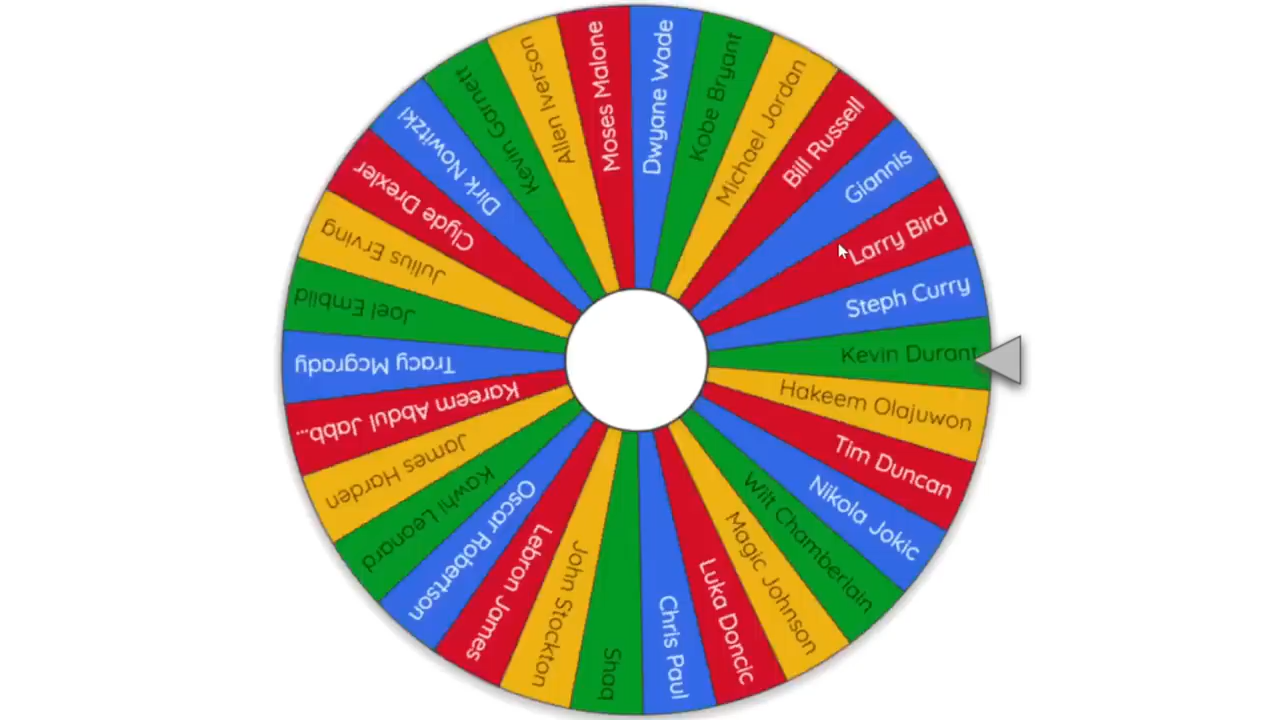 Dwyane Wade
Kobe Bryant
Michael Jordan
Bill Russell
Giannis
Larry Bird
Steph Curry
Kevin Durant
Hakeem Olajuwon
Tim Duncan
Nikola Jokic
Wilt Chamberlain
Magic Johnson
Luka Doncic
Chris Paul
Shaq
John Stockton
Lebron James
Oscar Robertson
Kawhi Leonard
James Harden
Kareem Abdul Jabb...
Tracy Mcgrady
Joel Embiid
Julius Erving
Clyde Drexler
Dirk Nowitzki
Kevin Garnett
Allen Iverson
Moses Malone